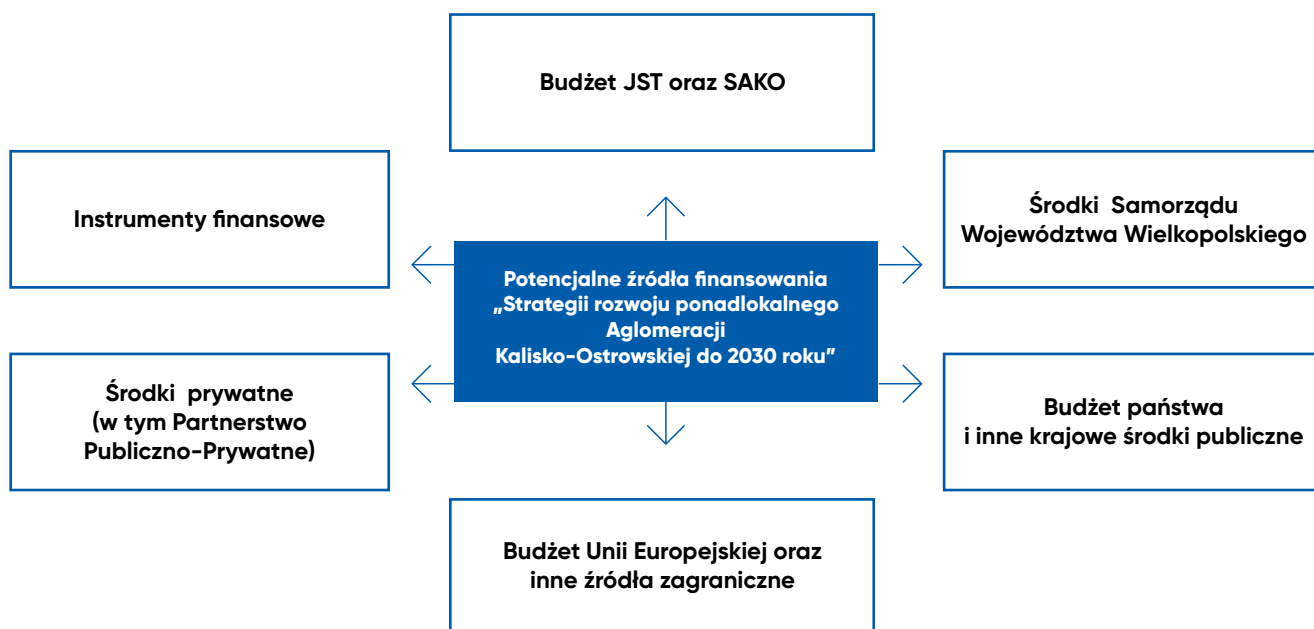 Budżet JST oraz SAKO
Instrumenty finansowe
Środki Samorządu
Województwa Wielkopolskiego
Potencjalne źródła finansowania
„Strategii rozwoju ponadlokalnego
Aglomeracji
Kalisko-Ostrowskiej do 2030 roku”
Środki prywatne
(w tym Partnerstwo
Publiczno-Prywatne)
Budżet państwa
i inne krajowe środki publiczne
Budżet Unii Europejskiej oraz
inne źródła zagraniczne